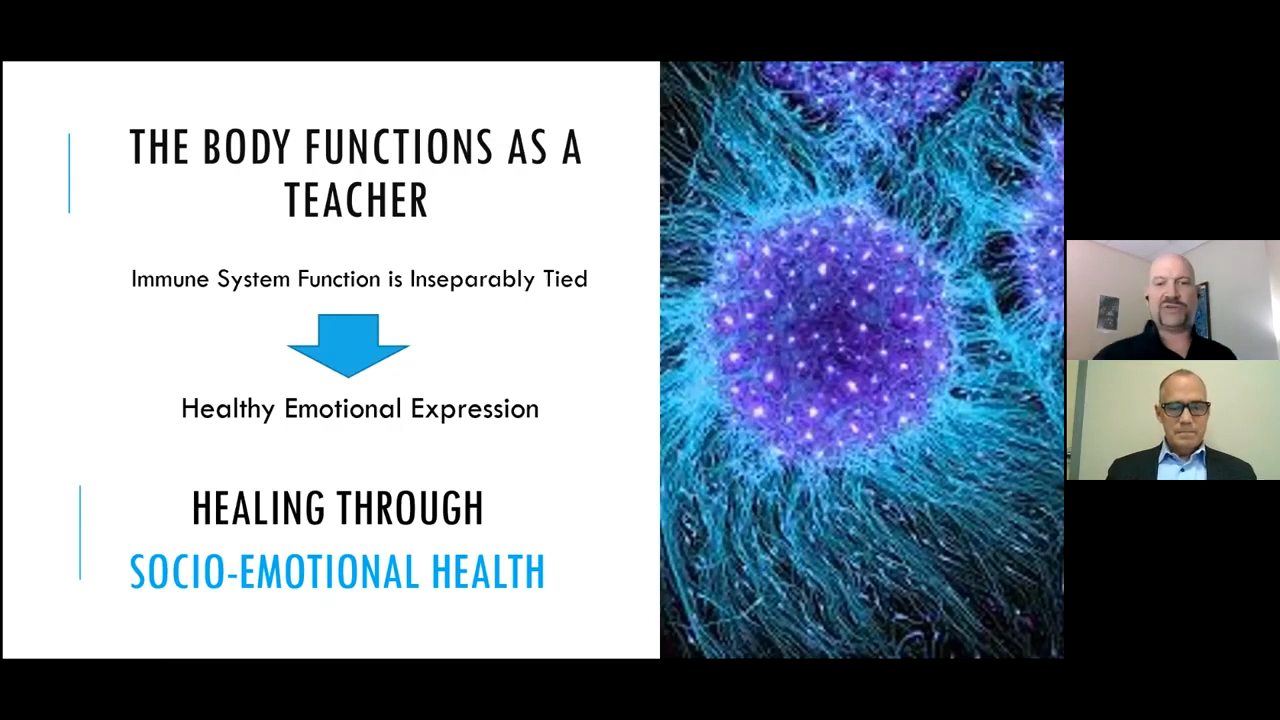 THE BODY FUNCTIONS AS A
TEACHER
Immune System Function is Inseparably Tied
Healthy Emotional Expression
HEALING THROUGH
SOCIO-EMOTIONAL HEALTH